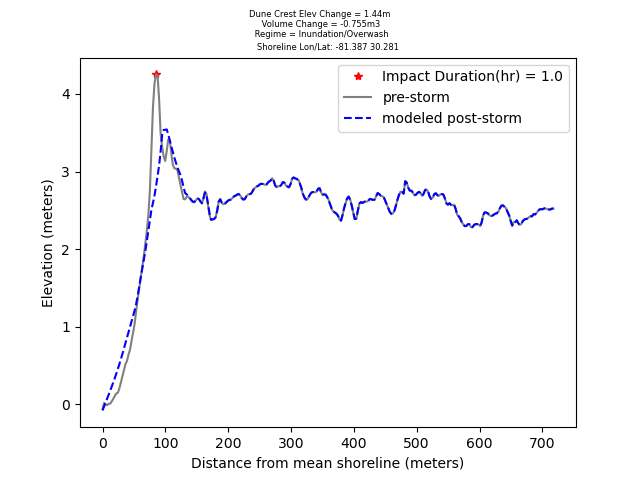 Dune Crest Elev Change = 1.44m
Volume Change = -0.755m3
Regime = Inundation/Overwash
Shoreline Lon/Lat: -81.387 30.281
Impact Duration(hr) = 1.0
pre-storm
modeled post-storm
Elevation (meters)
4
3
2
1
0
0 100 200 300 400 500 600 700
Distance from mean shoreline (meters)